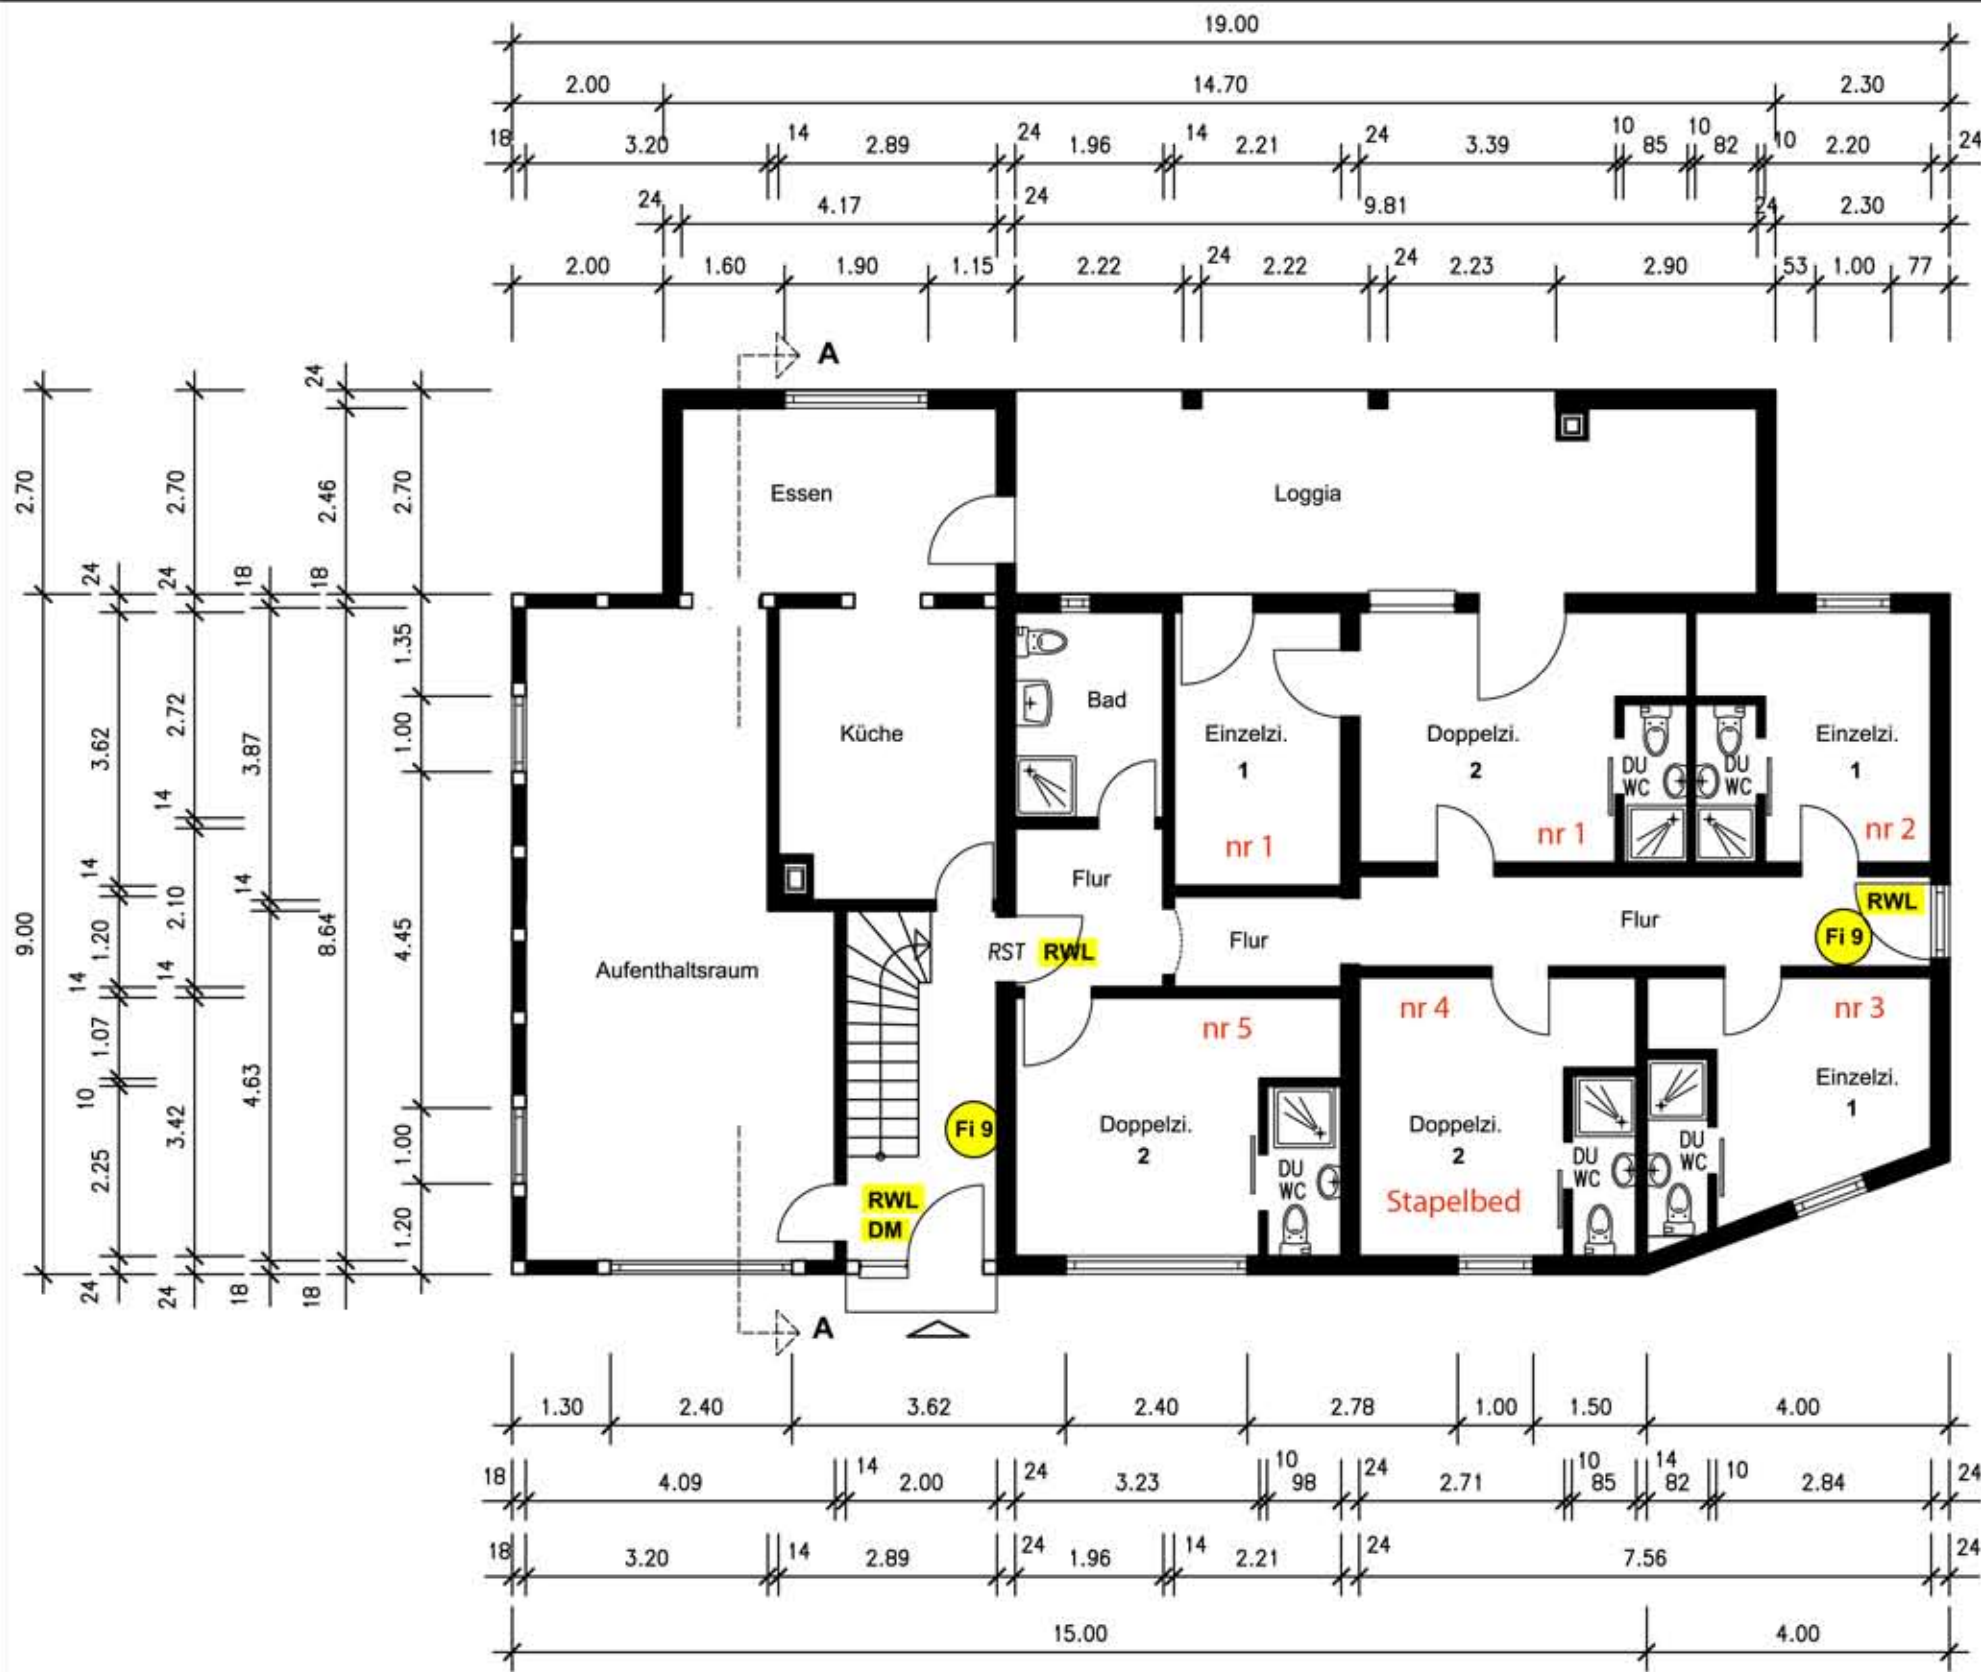 19.00
2.00 14.70 2.30
18 3.20 14 2.89 24 1.96 14 2.21 24 3.39 10 85 10 82 10 2.20 24
24 4.17 24 9.81 24 2.30
2.00 1.60 1.90 1.15 2.22 24 2.22 24 2.23 2.90 53 1.00 77
A
24
2.70 2.70 2.46 2.70
Essen
Loggia
24 24 18 18
1.35
3.62 2.72 3.87 1.00
Bad
Küche
Einzelzi.
1
nr 1
Doppelzi.
2
nr 1
DU
WC
DU
WC
Einzelzi.
1
nr 2
14
14 14
9.00 1.20 2.10 8.64 4.45
14 14
Flur
Flur
Flur
RWL
Fi 9
RST RWL
Aufenthaltsraum
1.07
10
2.25 3.42 4.63 1.00
1.20
24 24 18 18
nr 5
nr 4
nr 3
Einzelzi.
1
Fi 9
Doppelzi.
2
Doppelzi.
2
Stapelbed
DU
WC
DU
WC
DU
WC
RWL
DM
A
1.30 2.40 3.62 2.40 2.78 1.00 1.50 4.00
18 4.09 14 2.00 24 3.23 10 98 24 2.71 10 85 14 82 10 2.84 24
18 3.20 14 2.89 24 1.96 14 2.21 24 7.56 24
15.00 4.00